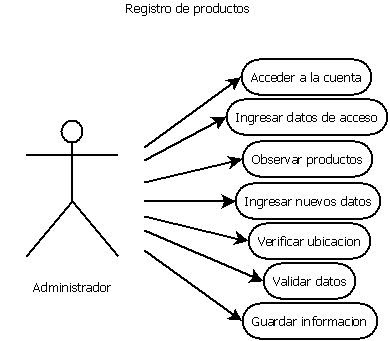 Registro de productos
Acceder a la cuenta
Ingresar datos de acceso
Observar productos
Ingresar nuevos datos
Verificar ubicacion
Validar datos
Guardar informacion
Administrador